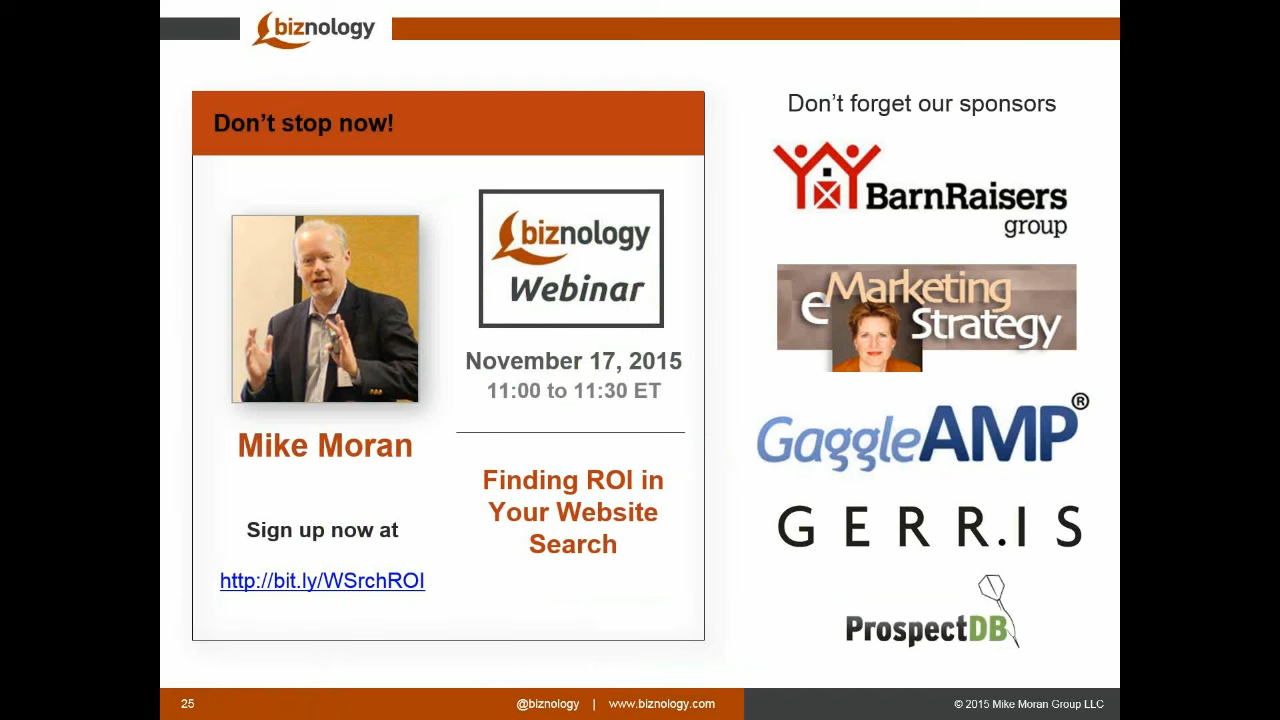 biznology
Don't stop now!
Mike Moran
Sign up now at
http://bit.ly/WSrchROI
biznology
Webinar
November 17, 2015
11:00 to 11:30 ET
Finding ROI in
Your Website
Search
Don't forget our sponsors
BarnRaisers
group
eMarketing
Strategy
GaggleAMP®
GERR.IS
ProspectDB
25
@biznology | www.biznology.com
© 2015 Mike Moran Group LLC